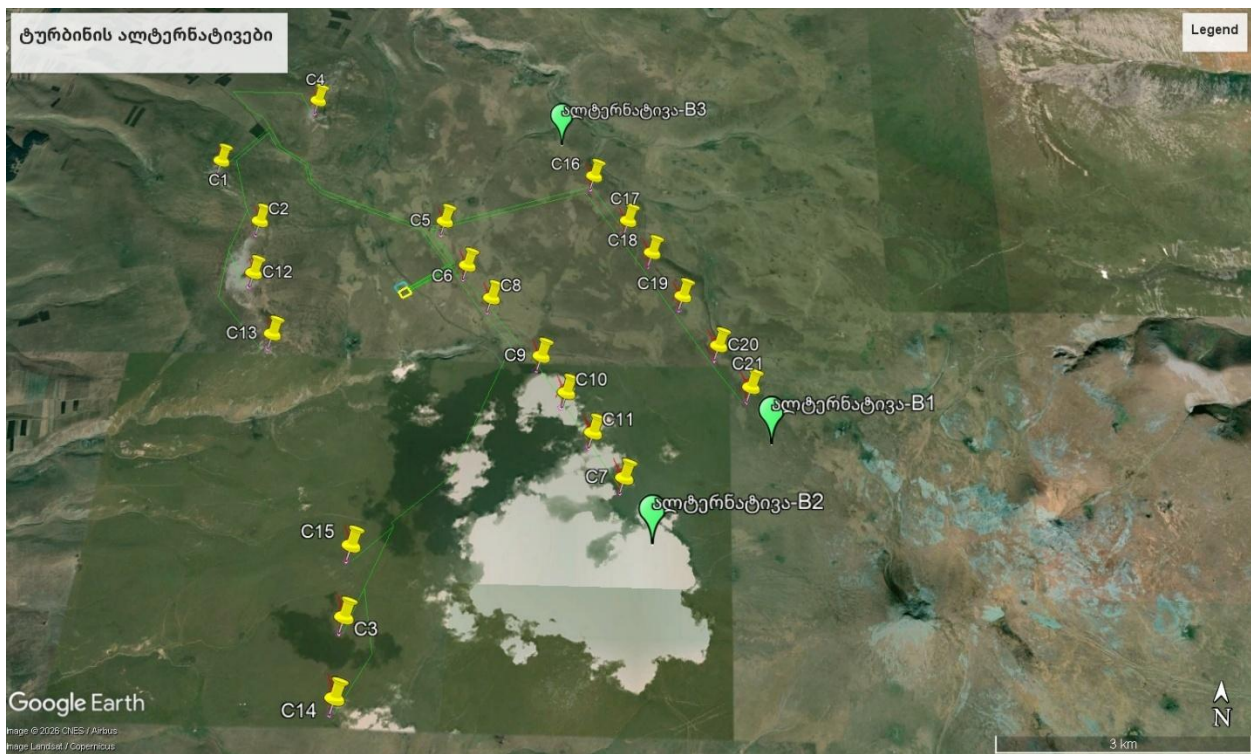 ტურბინის ალტერნატივები
Legend
C4
ალტერნატივა-B3
C1
C16
C2
C5
C17
C18
C12
C6
C8
C19
C13
C9
C20
C21
C10
ალტერნატივა-B1
C11
C7
ალტერნატივა-B2
C15
C3
C14
Google Earth
Image © 2026 CNES / Airbus
Image Landsat / Copernicus
N
3 km